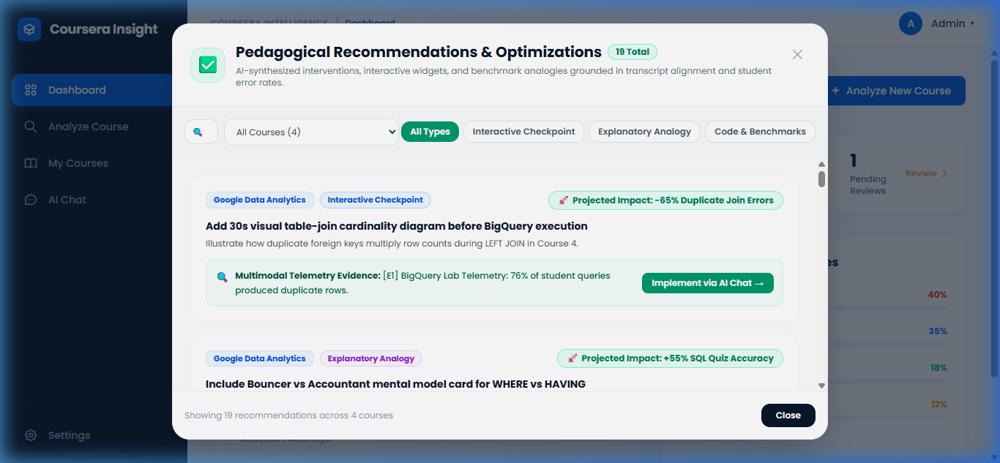 Coursera Insight
COURSERA INTELLIGENCE / Dashboard
A Admin
Dashboard
Analyze Course
My Courses
AI Chat
Settings
+ Analyze New Course
1
Pending
Reviews
Review
es
40%
35%
18%
12%
Pedagogical Recommendations & Optimizations 19 Total
AI-synthesized interventions, interactive widgets, and benchmark analogies grounded in transcript alignment and student
error rates.
All Courses (4) All Types Interactive Checkpoint Explanatory Analogy Code & Benchmarks
Google Data Analytics Interactive Checkpoint Projected Impact: -65% Duplicate Join Errors
Add 30s visual table-join cardinality diagram before BigQuery execution
Illustrate how duplicate foreign keys multiply row counts during LEFT JOIN in Course 4.
Multimodal Telemetry Evidence: [E1] BigQuery Lab Telemetry: 76% of student queries
produced duplicate rows.
Implement via AI Chat →
Google Data Analytics Explanatory Analogy Projected Impact: +55% SQL Quiz Accuracy
Include Bouncer vs Accountant mental model card for WHERE vs HAVING
Showing 19 recommendations across 4 courses
Close
Analyzed 1 week ago